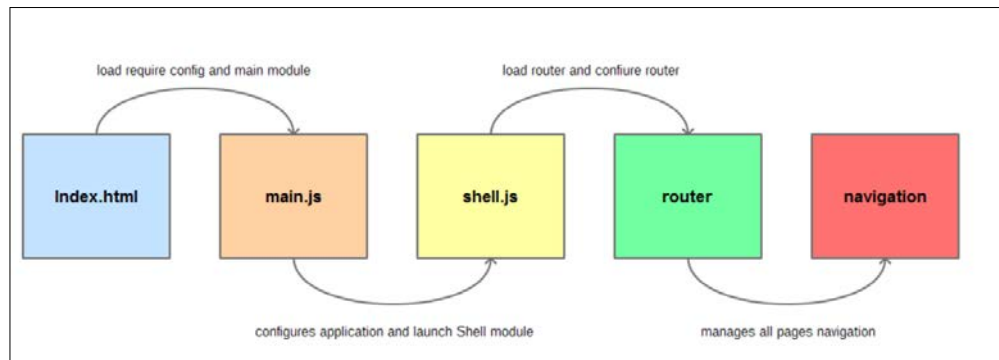 load require config and main module
load router and confiure router
Index.html
main.js
shell.js
router
navigation
configures application and launch Shell module
manages all pages navigation